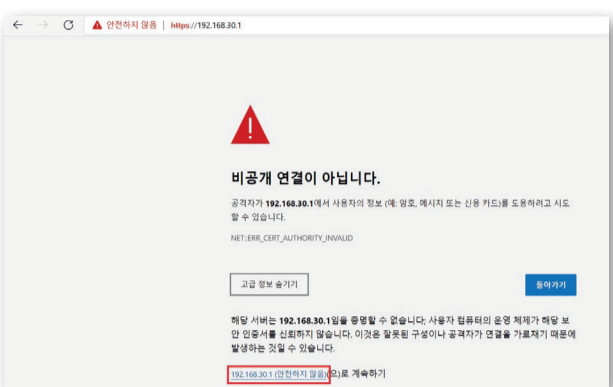 안전하지 않음 | https://192.168.30.1
비공개 연결이 아닙니다.
공격자가 192.168.30.1에서 사용자의 정보 (예: 암호, 메시지 또는 신용 카드)를 도용하려고 시도
할 수 있습니다.
NET::ERR_CERT_AUTHORITY_INVALID
고급 정보 숨기기
돌아가기
해당 서버는 192.168.30.1임을 증명할 수 없습니다; 사용자 컴퓨터의 운영 체제가 해당 보
안 인증서를 신뢰하지 않습니다. 이것은 잘못된 구성이나 공격자가 연결을 가로채기 때문에
발생하는 것일 수 있습니다.
192.168.30.1 (안전하지 않음)(으)로 계속하기